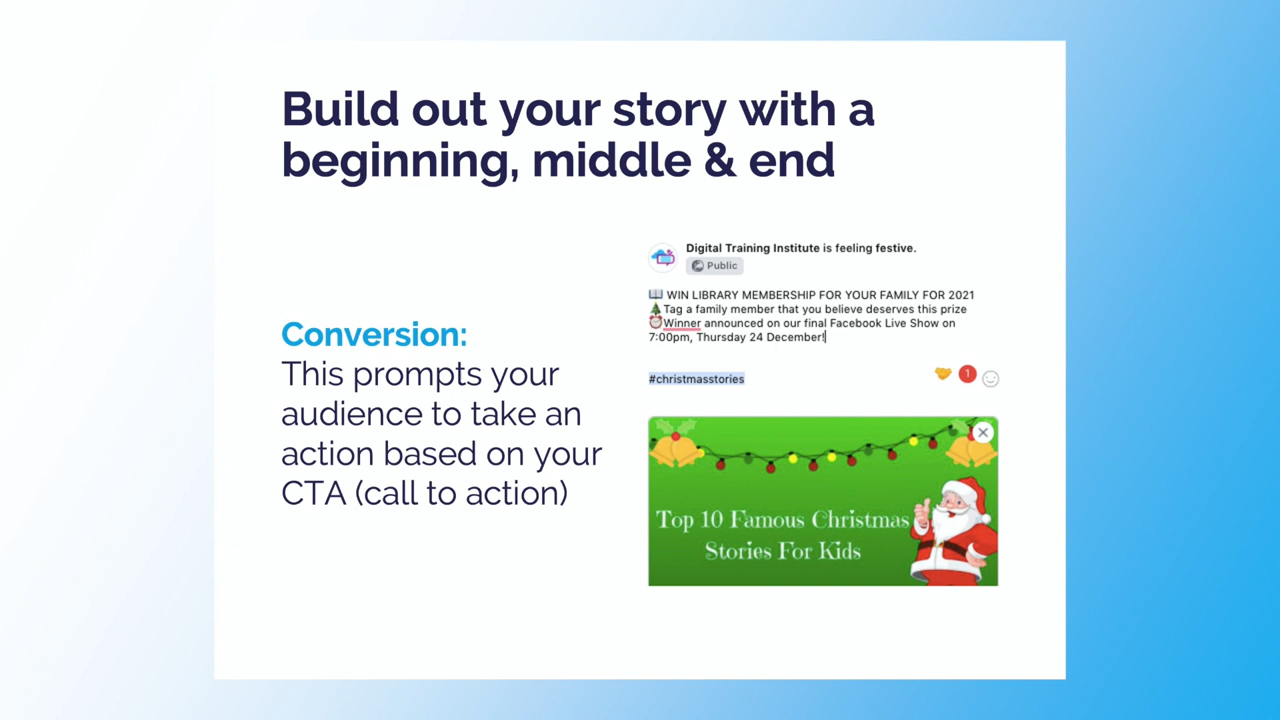 Build out your story with a
beginning, middle & end
Conversion:
This prompts your
audience to take an
action based on your
CTA (call to action)
Digital Training Institute is feeling festive.
Public
📖 WIN LIBRARY MEMBERSHIP FOR YOUR FAMILY FOR 2021
🎄Tag a family member that you believe deserves this prize
⏰Winner announced on our final Facebook Live Show on
7:00pm, Thursday 24 December!
#christmasstories
1
Top 10 Famous Christmas
Stories For Kids